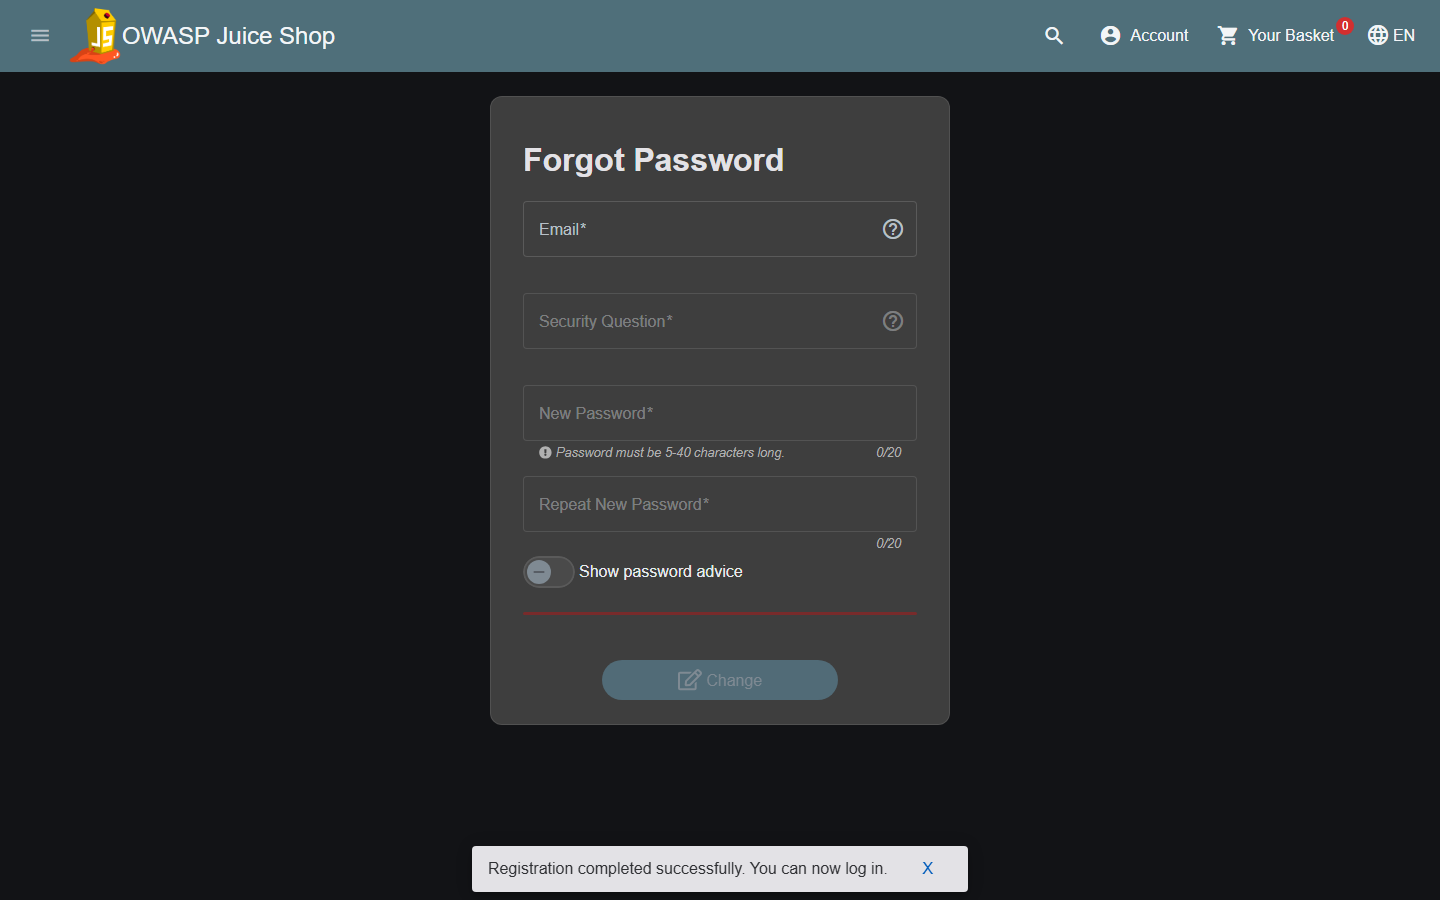 JS
OWASP Juice Shop
Account
Your Basket
0
EN
Forgot Password
Email*
Security Question*
New Password*
Password must be 5-40 characters long.
0/20
Repeat New Password*
0/20
Show password advice
Change
Registration completed successfully. You can now log in.
X